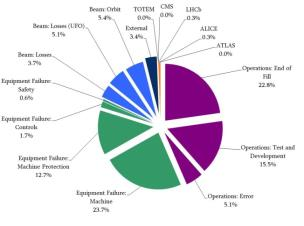 Beam: Orbit
5.4%
TOTEM
0.0%
CMS
0.0%
LHCb
0.3%
ALICE
0.3%
ATLAS
0.0%
External
3.4%
Beam: Losses (UFO)
5.1%
Beam: Losses
3.7%
Equipment Failure:
Safety
0.6%
Equipment Failure:
Controls
1.7%
Equipment Failure:
Machine Protection
12.7%
Equipment Failure:
Machine
23.7%
Operations: Error
5.1%
Operations: Test and
Development
15.5%
Operations: End of
Fill
22.8%